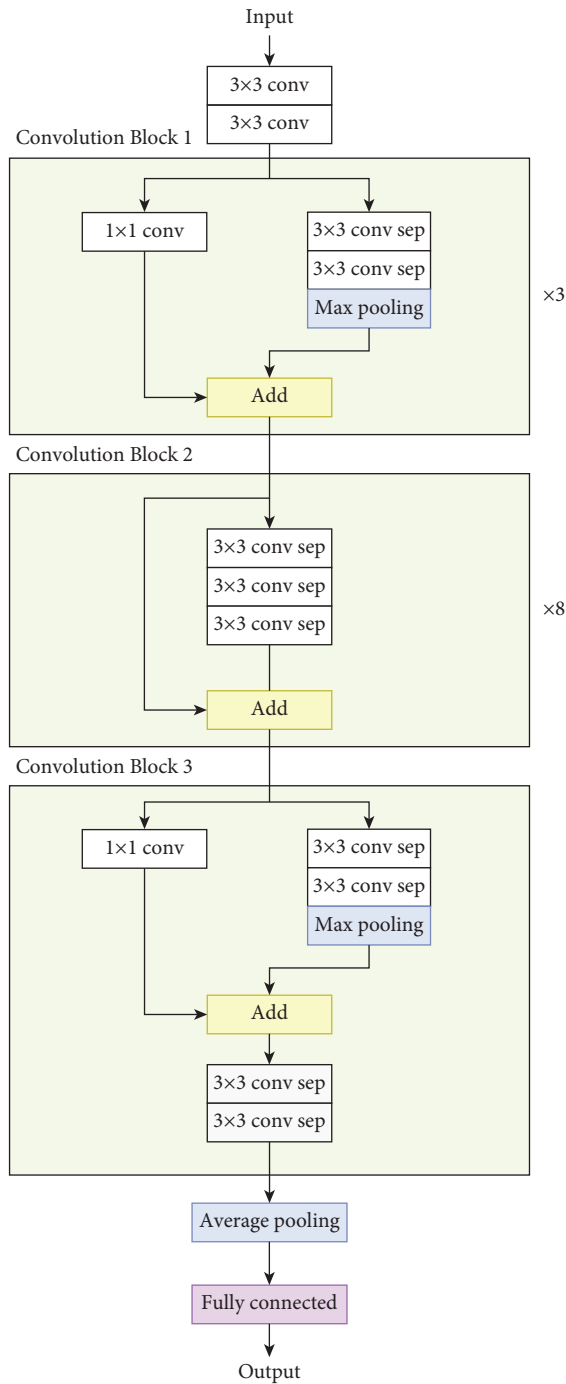 Input
3×3 conv
3×3 conv
Convolution Block 1
1×1 conv
3×3 conv sep
3×3 conv sep
Max pooling
×3
Add
Convolution Block 2
3×3 conv sep
3×3 conv sep
3×3 conv sep
×8
Add
Convolution Block 3
1×1 conv
3×3 conv sep
3×3 conv sep
Max pooling
Add
3×3 conv sep
3×3 conv sep
Average pooling
Fully connected
Output